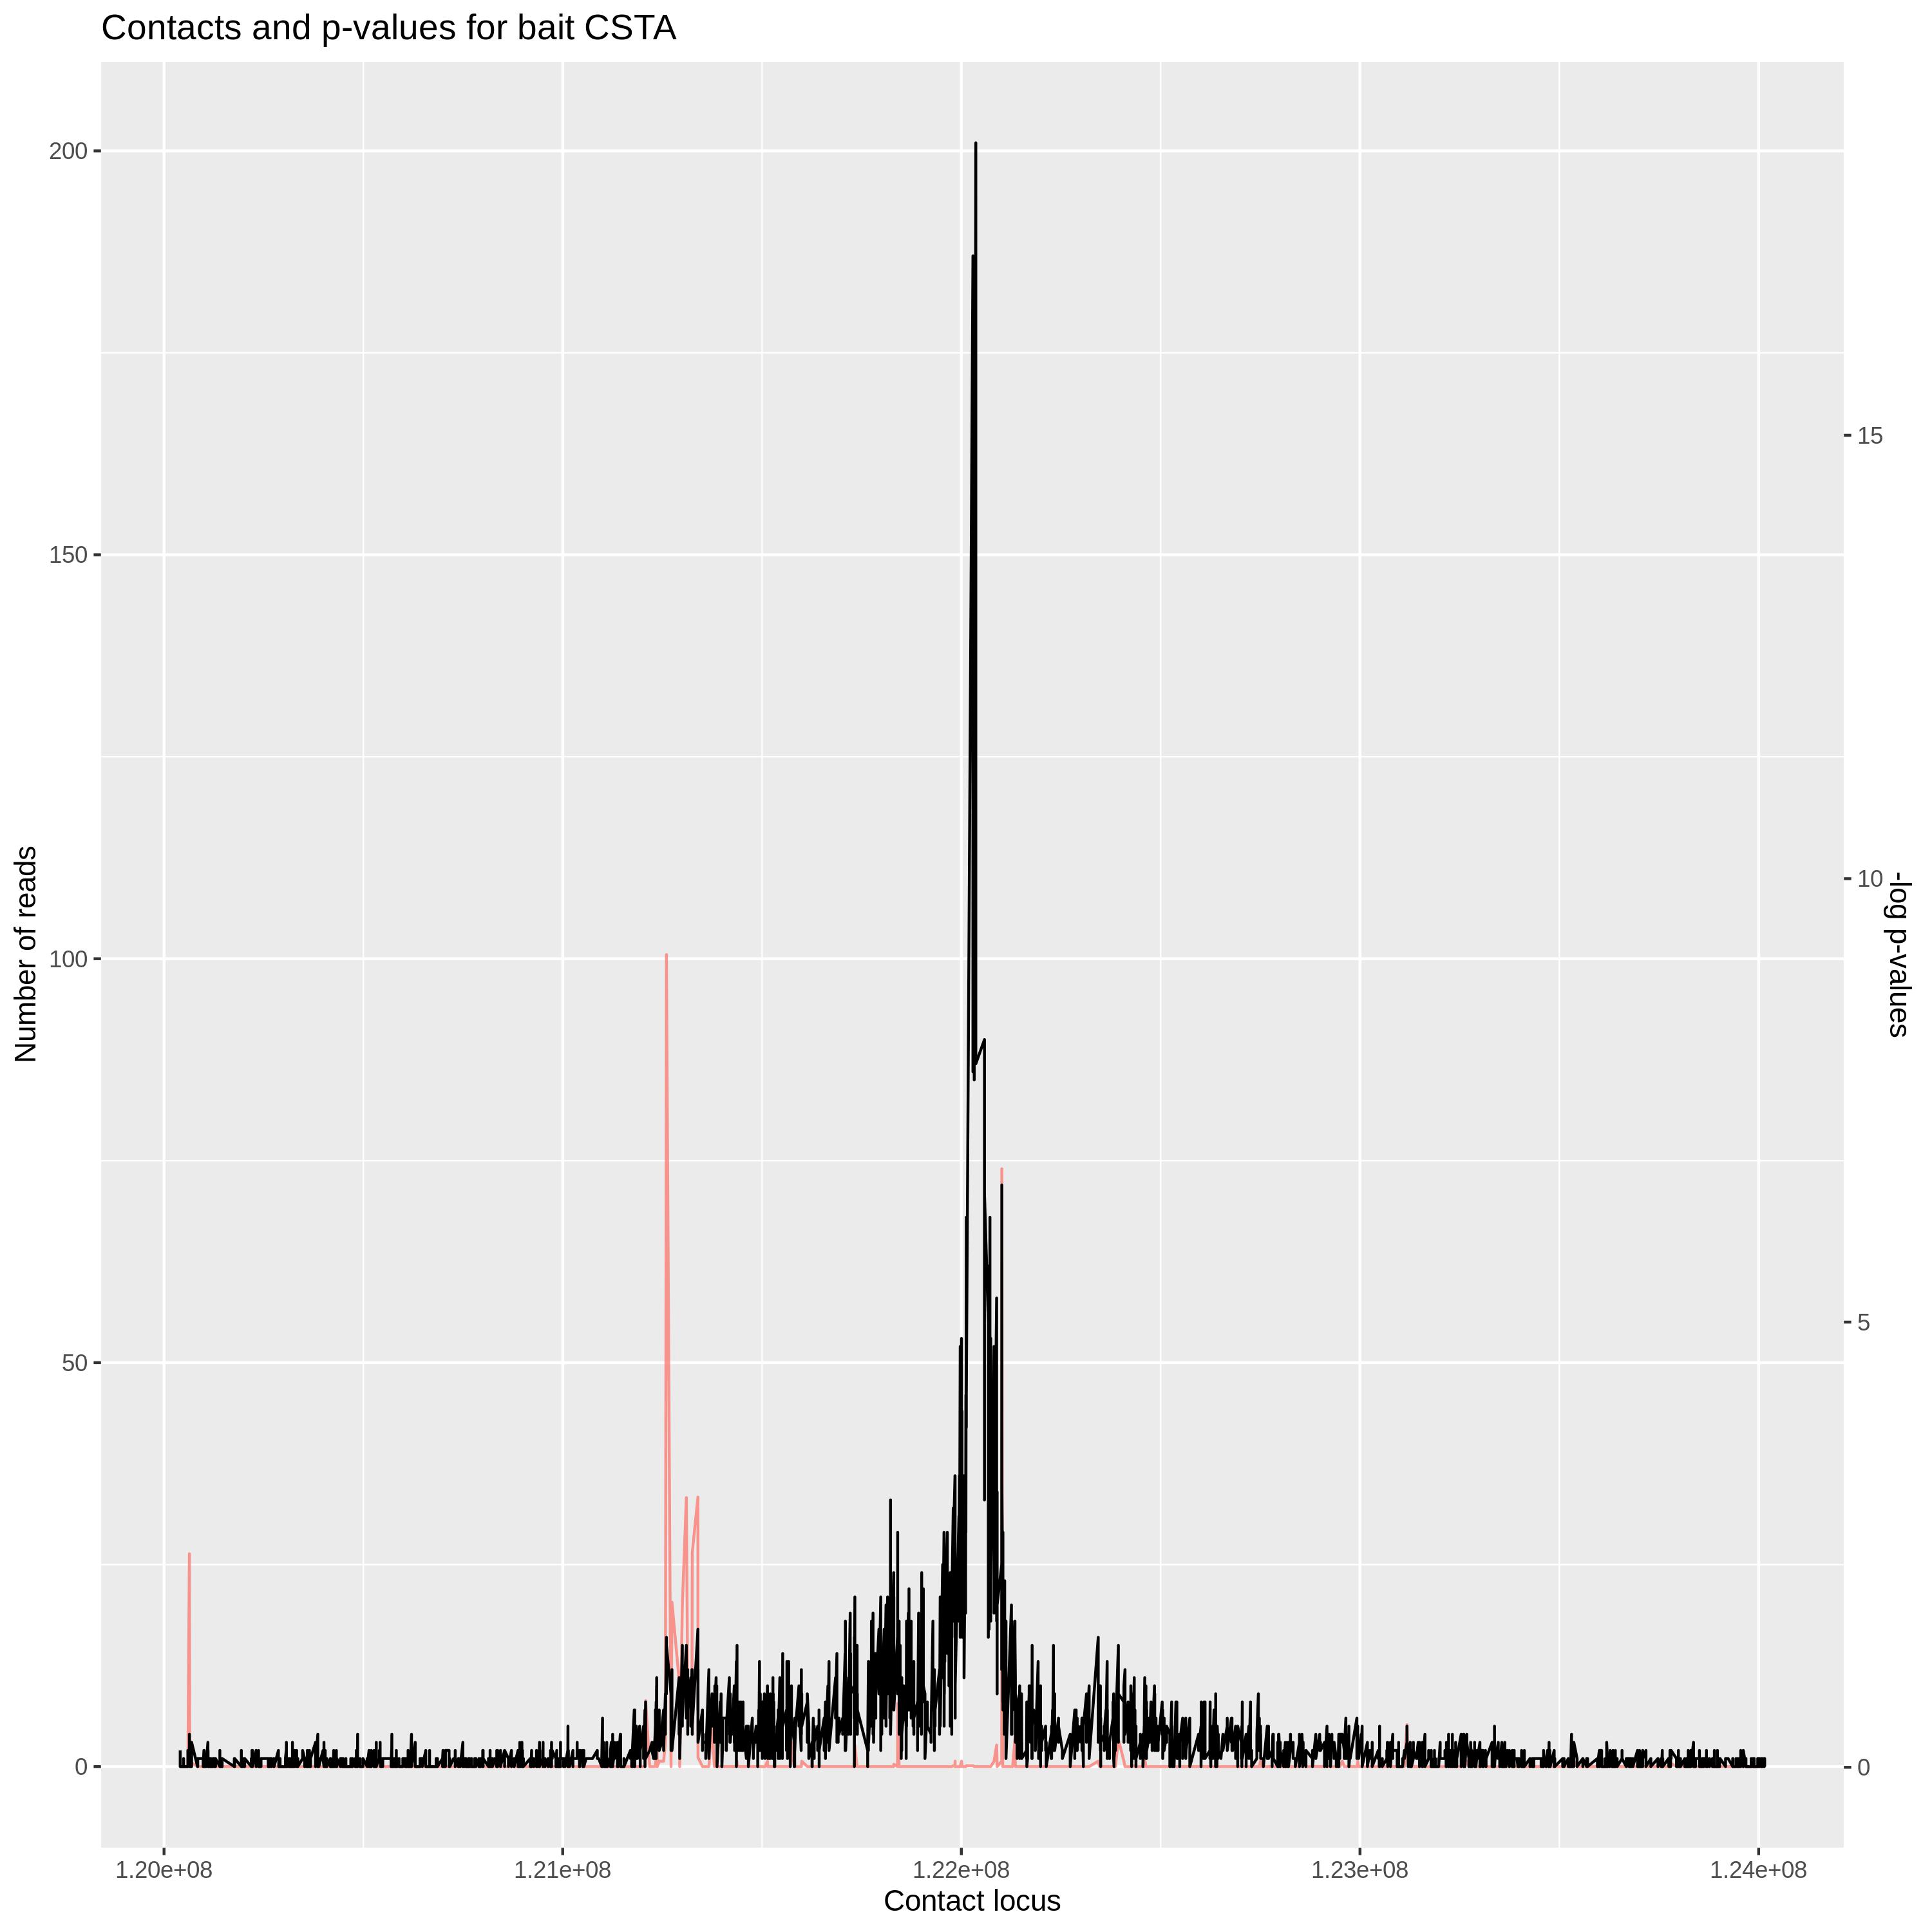 Contacts and p-values for bait CSTA
200
150
100
50
0
Number of reads
15
10
5
0
-log p-values
1.20e+08
1.21e+08
1.22e+08
1.23e+08
1.24e+08
Contact locus